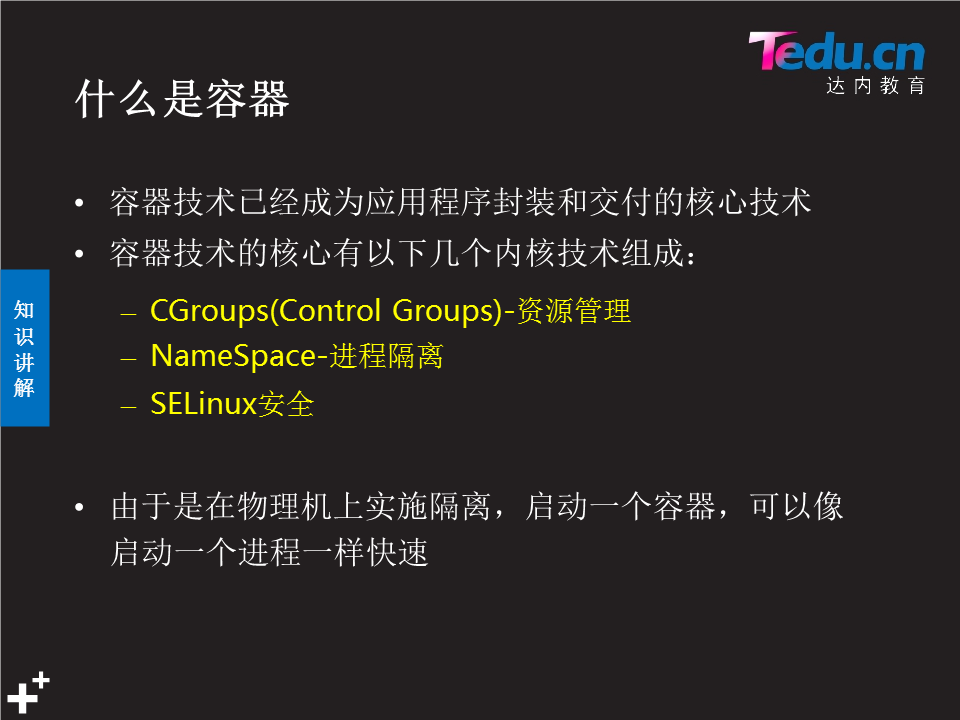 Tedu.cn
达内教育
什么是容器
• 容器技术已经成为应用程序封装和交付的核心技术
• 容器技术的核心有以下几个内核技术组成：
– CGroups(Control Groups)-资源管理
– NameSpace-进程隔离
– SELinux安全
知
识
讲
解
• 由于是在物理机上实施隔离，启动一个容器，可以像
启动一个进程一样快速